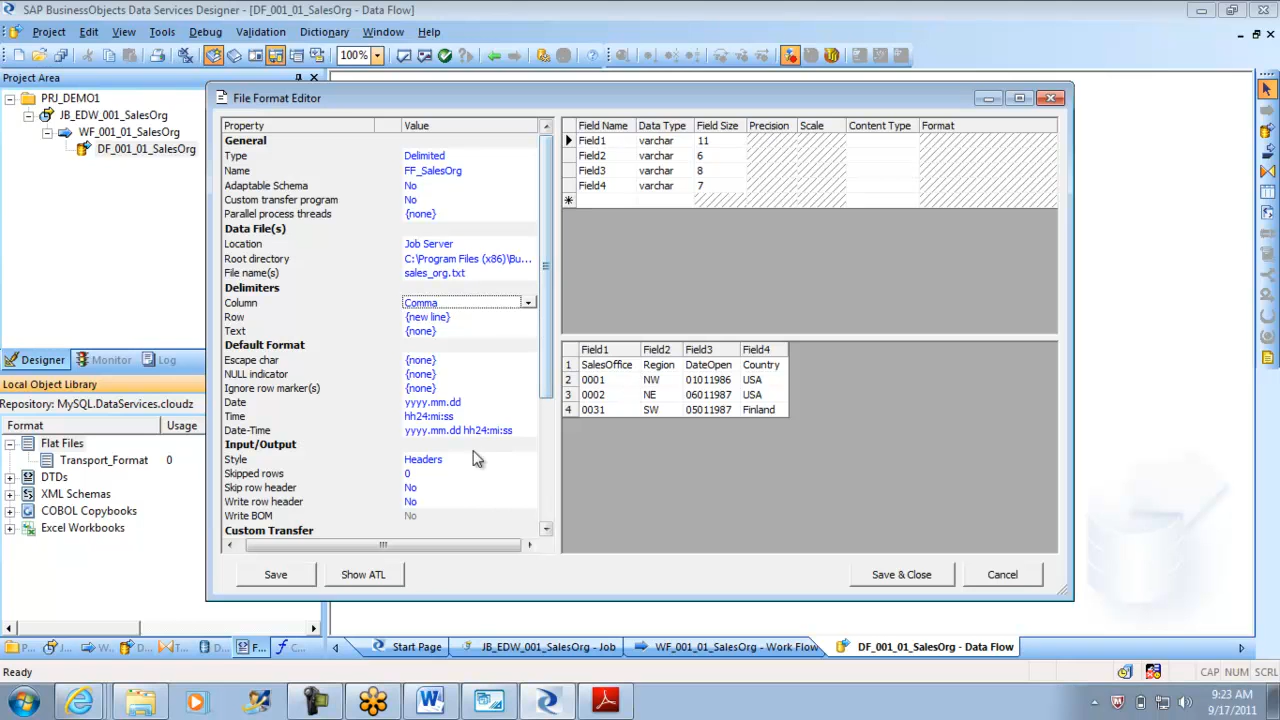 SAP BusinessObjects Data Services Designer - [DF_001_01_SalesOrg - Data Flow]
Project Edit View Tools Debug Validation Dictionary Window Help
100%
Project Area
PRJ_DEMO1
JB_EDW_001_SalesOrg
WF_001_01_SalesOrg
DF_001_01_SalesOrg
Designer Monitor Log
Local Object Library
Repository: MySQL.DataServices.cloudz
Format Usage
Flat Files
Transport_Format 0
DTDs
XML Schemas
COBOL Copybooks
Excel Workbooks
File Format Editor
Property Value
General
Type Delimited
Name FF_SalesOrg
Adaptable Schema No
Custom transfer program No
Parallel process threads {none}
Data File(s)
Location Job Server
Root directory C:\Program Files (x86)\Bu...
File name(s) sales_org.txt
Delimiters
Column Comma
Row {new line}
Text {none}
Default Format
Escape char {none}
NULL indicator {none}
Ignore row marker(s) {none}
Date yyyy.mm.dd
Time hh24:mi:ss
Date-Time yyyy.mm.dd hh24:mi:ss
Input/Output
Style Headers
Skipped rows 0
Skip row header No
Write row header No
Write BOM No
Custom Transfer
Field Name Data Type Field Size Precision Scale Content Type Format
Field1 varchar 11
Field2 varchar 6
Field3 varchar 8
Field4 varchar 7
Field1 Field2 Field3 Field4
1 SalesOffice Region DateOpen Country
2 0001 NW 01011986 USA
3 0002 NE 06011987 USA
4 0031 SW 05011987 Finland
Save Show ATL Save & Close Cancel
P... J... W... D... T... D... F... C...
Start Page JB_EDW_001_SalesOrg - Job WF_001_01_SalesOrg - Work Flow DF_001_01_SalesOrg - Data Flow
Ready CAP NUM SCRL
9:23 AM
9/17/2011